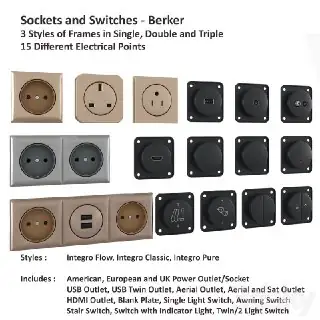 Sockets and Switches - Berker
3 Styles of Frames in Single, Double and Triple
15 Different Electrical Points
Styles : Integro Flow, Integro Classic, Integro Pure
Includes : American, European and UK Power Outlet/Socket
USB Outlet, USB Twin Outlet, Aerial Outlet, Aerial and Sat Outlet
HDMI Outlet, Blank Plate, Single Light Switch, Awning Switch
Stair Switch, Switch with Indicator Light, Twin/2 Light Switch